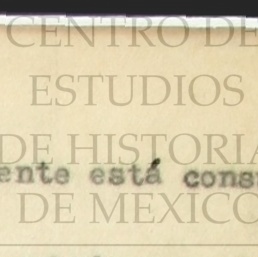 CENTRO DE
ESTUDIOS
DE HISTORIA
ente está cons
DE MEXICO